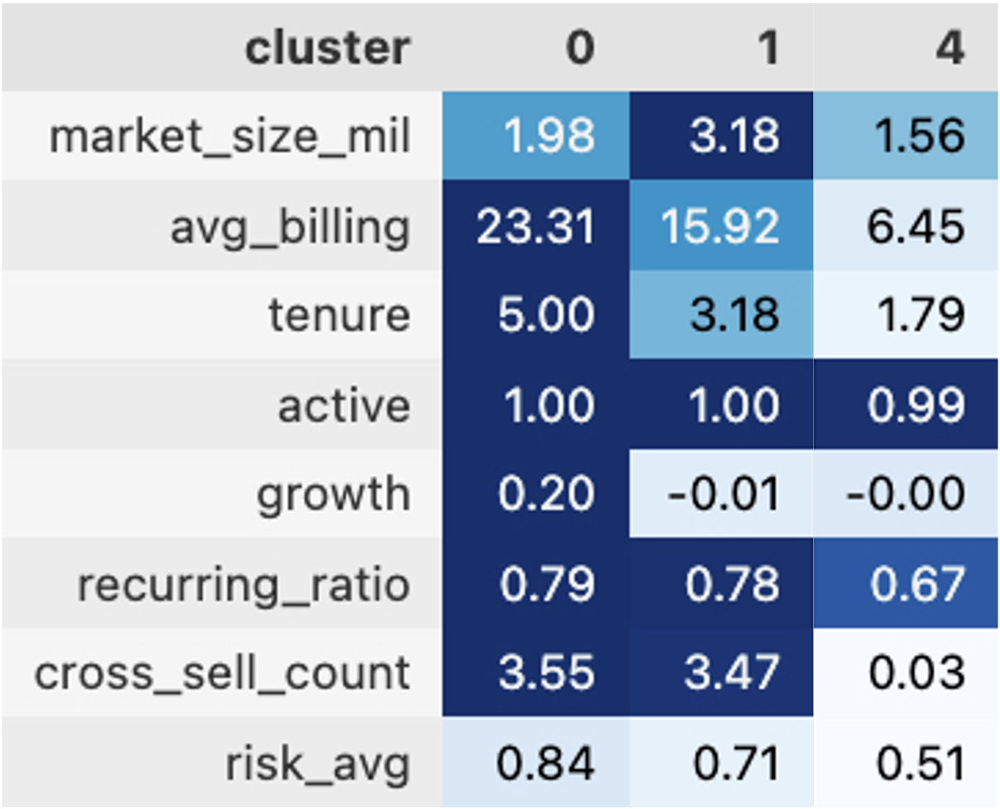 cluster 0 1 4
market_size_mil 1.98 3.18 1.56
avg_billing 23.31 15.92 6.45
tenure 5.00 3.18 1.79
active 1.00 1.00 0.99
growth 0.20 -0.01 -0.00
recurring_ratio 0.79 0.78 0.67
cross_sell_count 3.55 3.47 0.03
risk_avg 0.84 0.71 0.51